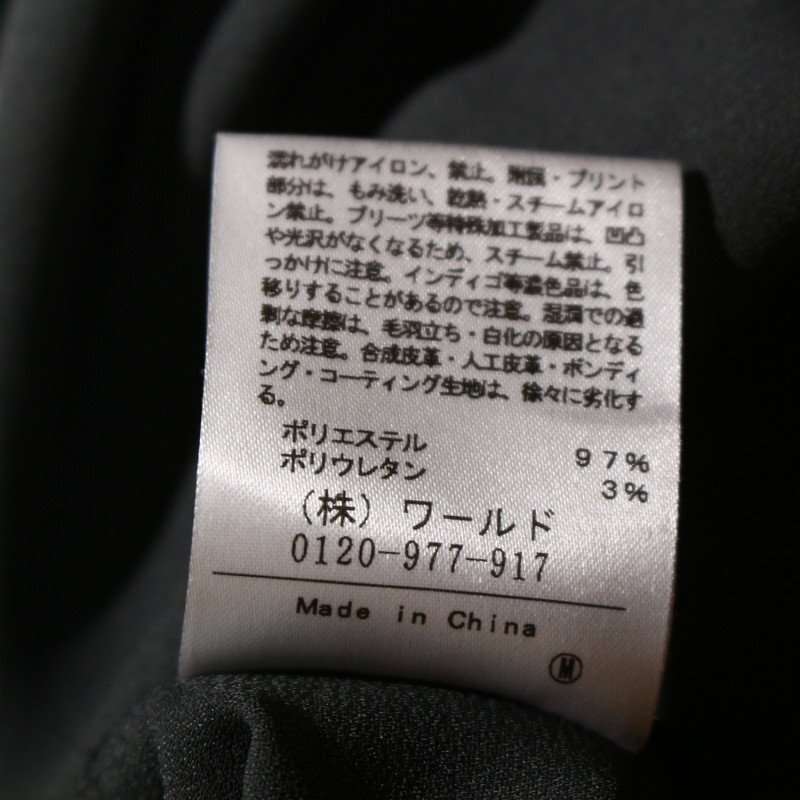 濡れがけアイロン、禁止。附属・プリント
部分は、もみ洗い、乾熱・スチームアイロ
ン禁止。プリーツ等特殊加工製品は、凹凸
や光沢がなくなるため、スチーム禁止。引
っかけに注意。インディゴ等濃色品は、色
移りすることがあるので注意。湿潤での過
剰な摩擦は、毛羽立ち・白化の原因となる
ため注意。合成皮革・人工皮革・ボンディ
ング・コーティング生地は、徐々に劣化す
る。
ポリエステル 97%
ポリウレタン 3%
(株) ワールド
0120-977-917
Made in China
M